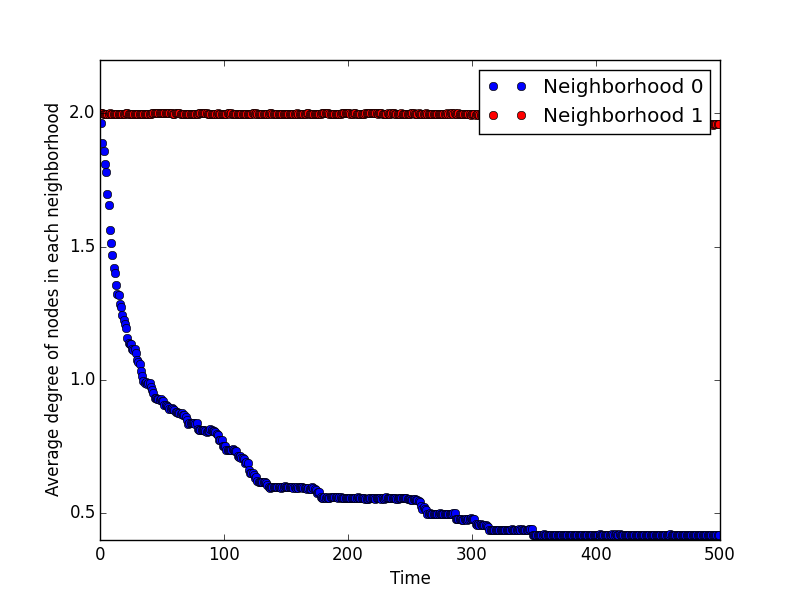 Neighborhood 0
Neighborhood 1
Average degree of nodes in each neighborhood
2.0
1.5
1.0
0.5
0 100 200 300 400 500
Time